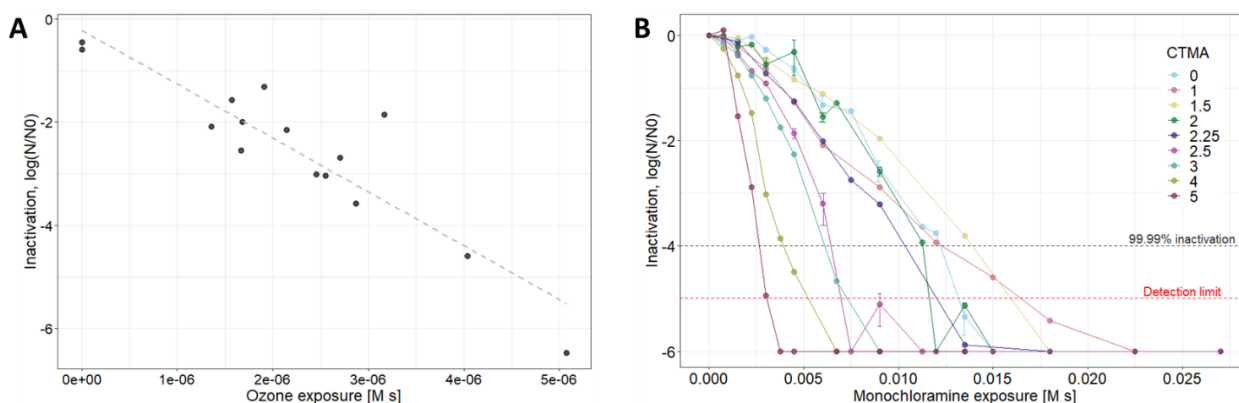 A
Inactivation, log(N/N0)
0
-2
-4
-6
0e+00 1e-06 2e-06 3e-06 4e-06 5e-06
Ozone exposure [M s]
B
Inactivation, log(N/N0)
0
-2
-4
-6
CTMA
0
1
1.5
2
2.25
2.5
3
4
5
99.99% inactivation
Detection limit
0.000 0.005 0.010 0.015 0.020 0.025
Monochloramine exposure [M s]